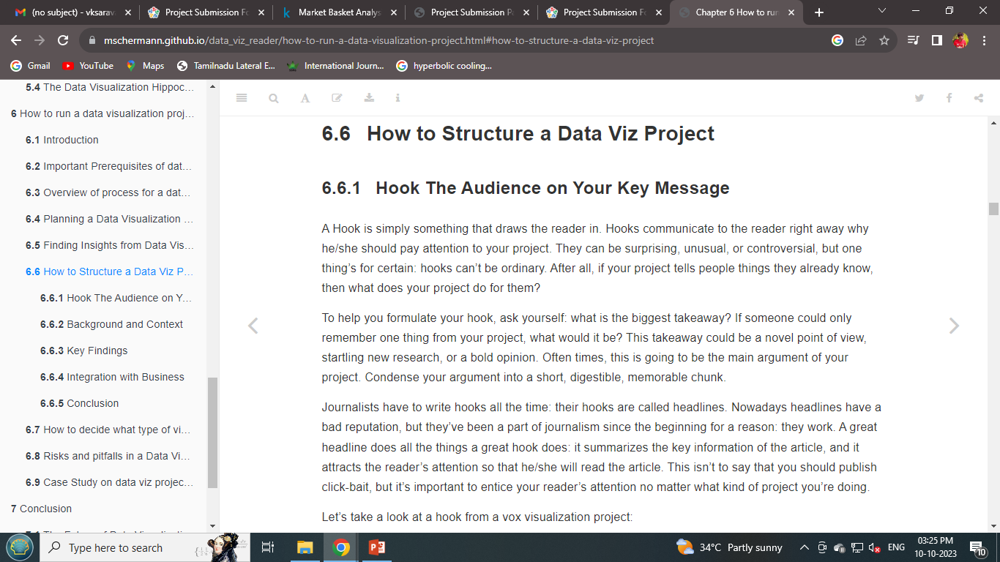 (no subject) - vksarav
Project Submission Fo
Market Basket Analys
Project Submission Pa
Project Submission Fo
Chapter 6 How to run
mschermann.github.io/data_viz_reader/how-to-run-a-data-visualization-project.html#how-to-structure-a-data-viz-project
Gmail
YouTube
Maps
Tamilnadu Lateral E...
International Journ...
hyperbolic cooling...
5.4 The Data Visualization Hippoc...
6 How to run a data visualization proj...
6.1 Introduction
6.2 Important Prerequisites of dat...
6.3 Overview of process for a dat...
6.4 Planning a Data Visualization ...
6.5 Finding Insights from Data Vis...
6.6 How to Structure a Data Viz P...
6.6.1 Hook The Audience on Y...
6.6.2 Background and Context
6.6.3 Key Findings
6.6.4 Integration with Business
6.6.5 Conclusion
6.7 How to decide what type of vi...
6.8 Risks and pitfalls in a Data Vi...
6.9 Case Study on data viz projec...
7 Conclusion
6.6 How to Structure a Data Viz Project
6.6.1 Hook The Audience on Your Key Message
A Hook is simply something that draws the reader in. Hooks communicate to the reader right away why
he/she should pay attention to your project. They can be surprising, unusual, or controversial, but one
thing's for certain: hooks can't be ordinary. After all, if your project tells people things they already know,
then what does your project do for them?
To help you formulate your hook, ask yourself: what is the biggest takeaway? If someone could only
remember one thing from your project, what would it be? This takeaway could be a novel point of view,
startling new research, or a bold opinion. Often times, this is going to be the main argument of your
project. Condense your argument into a short, digestible, memorable chunk.
Journalists have to write hooks all the time: their hooks are called headlines. Nowadays headlines have a
bad reputation, but they've been a part of journalism since the beginning for a reason: they work. A great
headline does all the things a great hook does: it summarizes the key information of the article, and it
attracts the reader's attention so that he/she will read the article. This isn't to say that you should publish
click-bait, but it's important to entice your reader's attention no matter what kind of project you're doing.
Let's take a look at a hook from a vox visualization project:
Type here to search
34°C Partly sunny
ENG
03:25 PM
10-10-2023
10